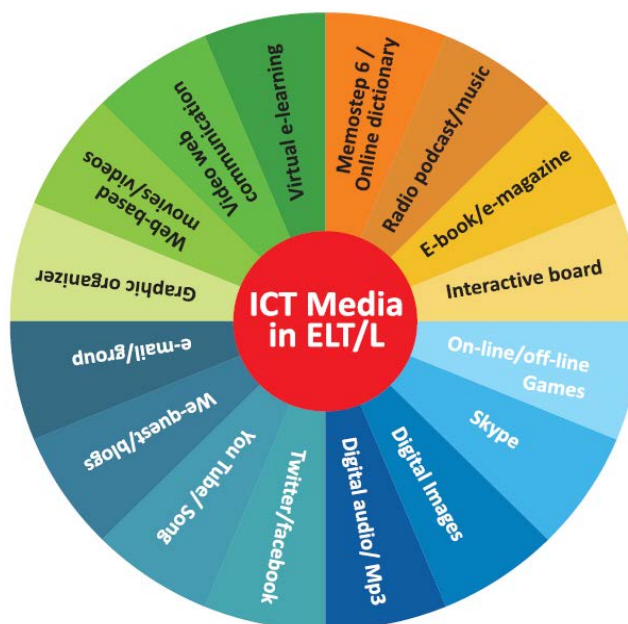 ICT Media
in ELT/L
Memostep 6 /
Online dictionary
Radio podcast/music
E-book/e-magazine
Interactive board
On-line/off-line
Games
Skype
Digital Images
Digital audio/ Mp3
Twitter/facebook
You Tube/ Song
We-quest/blogs
e-mail/group
Graphic organizer
Web-based
movies/videos
Video web
communication
Virtual e-learning